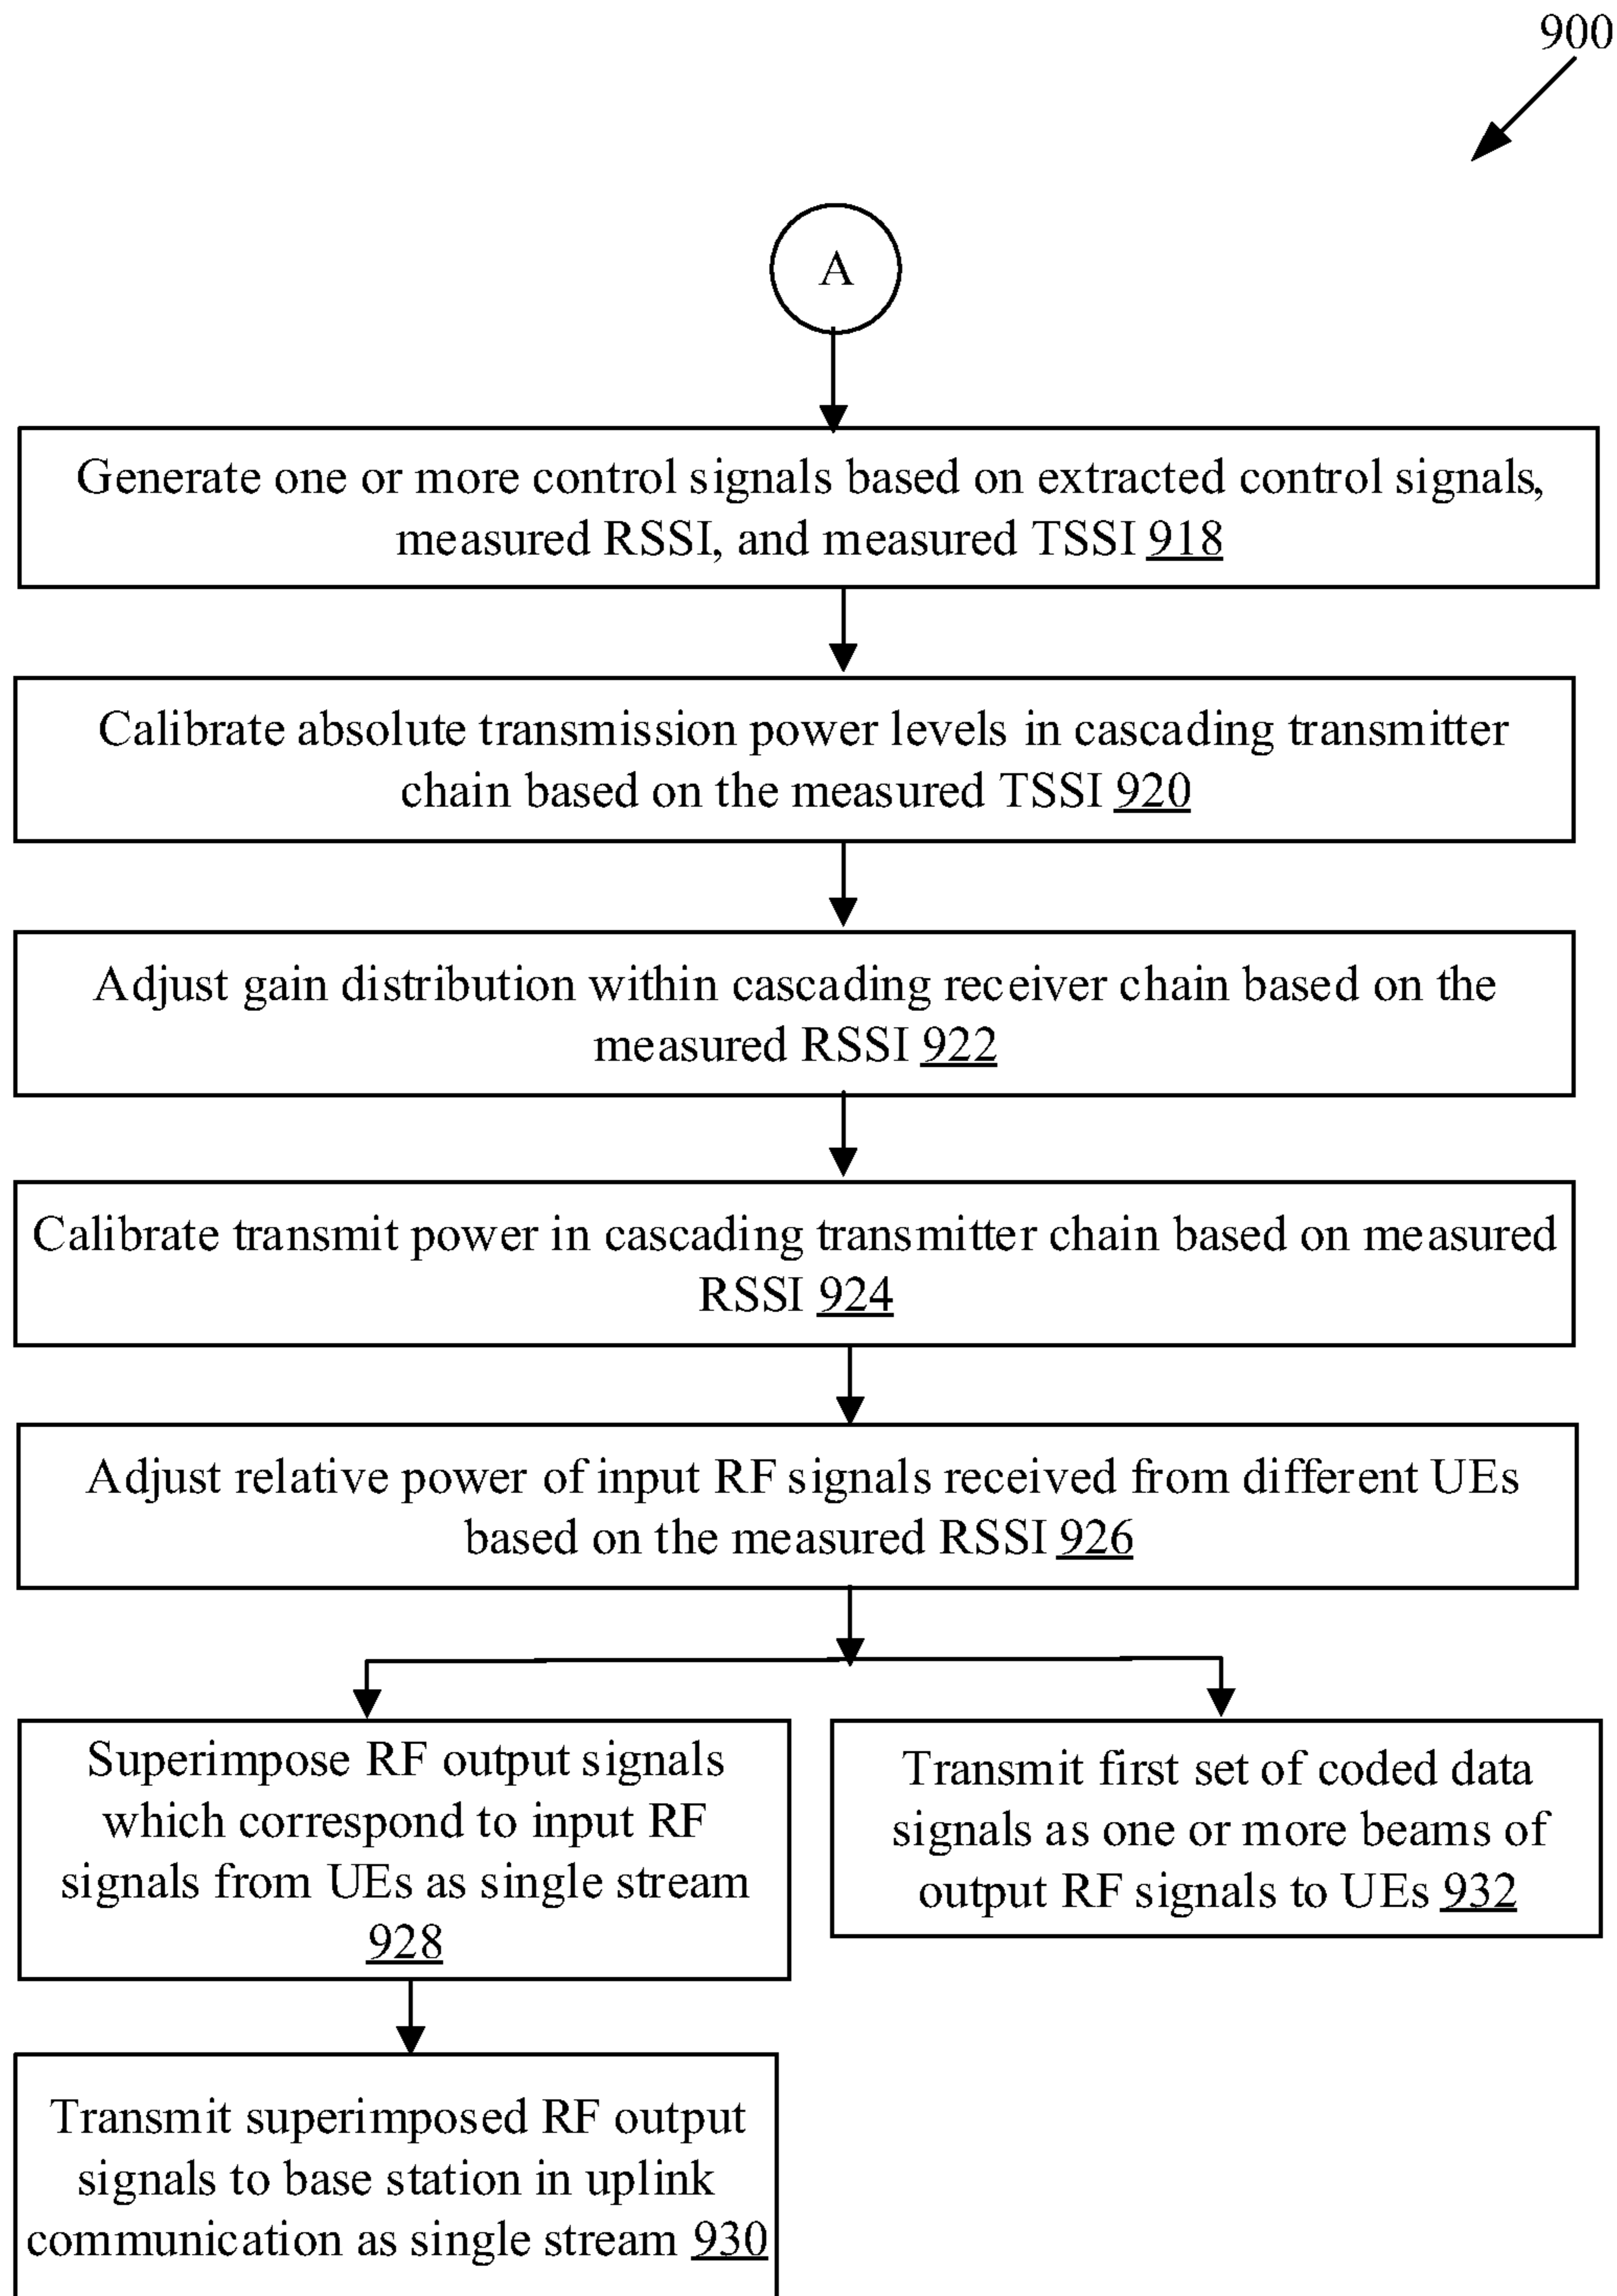 900
A
Generate one or more control signals based on extracted control signals,
measured RSSI, and measured TSSI 918
Calibrate absolute transmission power levels in cascading transmitter
chain based on the measured TSSI 920
Adjust gain distribution within cascading receiver chain based on the
measured RSSI 922
Calibrate transmit power in cascading transmitter chain based on measured
RSSI 924
Adjust relative power of input RF signals received from different UEs
based on the measured RSSI 926
Superimpose RF output signals
which correspond to input RF
signals from UEs as single stream
928
Transmit first set of coded data
signals as one or more beams of
output RF signals to UEs 932
Transmit superimposed RF output
signals to base station in uplink
communication as single stream 930